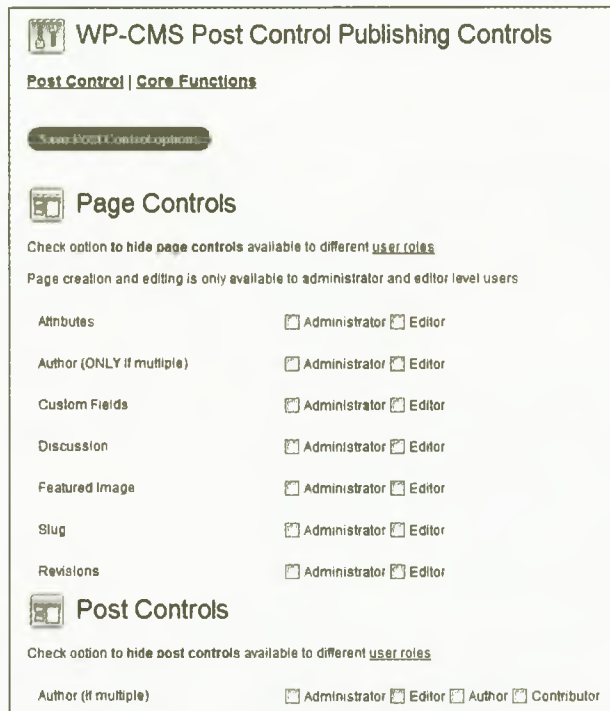 WP-CMS Post Control Publishing Controls
Post Control | Core Functions
Save Post Control options
Page Controls
Check option to hide page controls available to different user roles
Page creation and editing is only available to administrator and editor level users
Attributes Administrator Editor
Author (ONLY if multiple) Administrator Editor
Custom Fields Administrator Editor
Discussion Administrator Editor
Featured Image Administrator Editor
Slug Administrator Editor
Revisions Administrator Editor
Post Controls
Check option to hide post controls available to different user roles
Author (if multiple) Administrator Editor Author Contributor